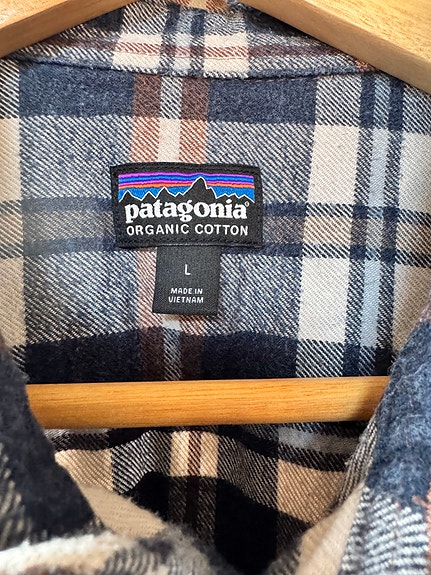 patagonia®
ORGANIC COTTON
L
MADE IN
VIETNAM